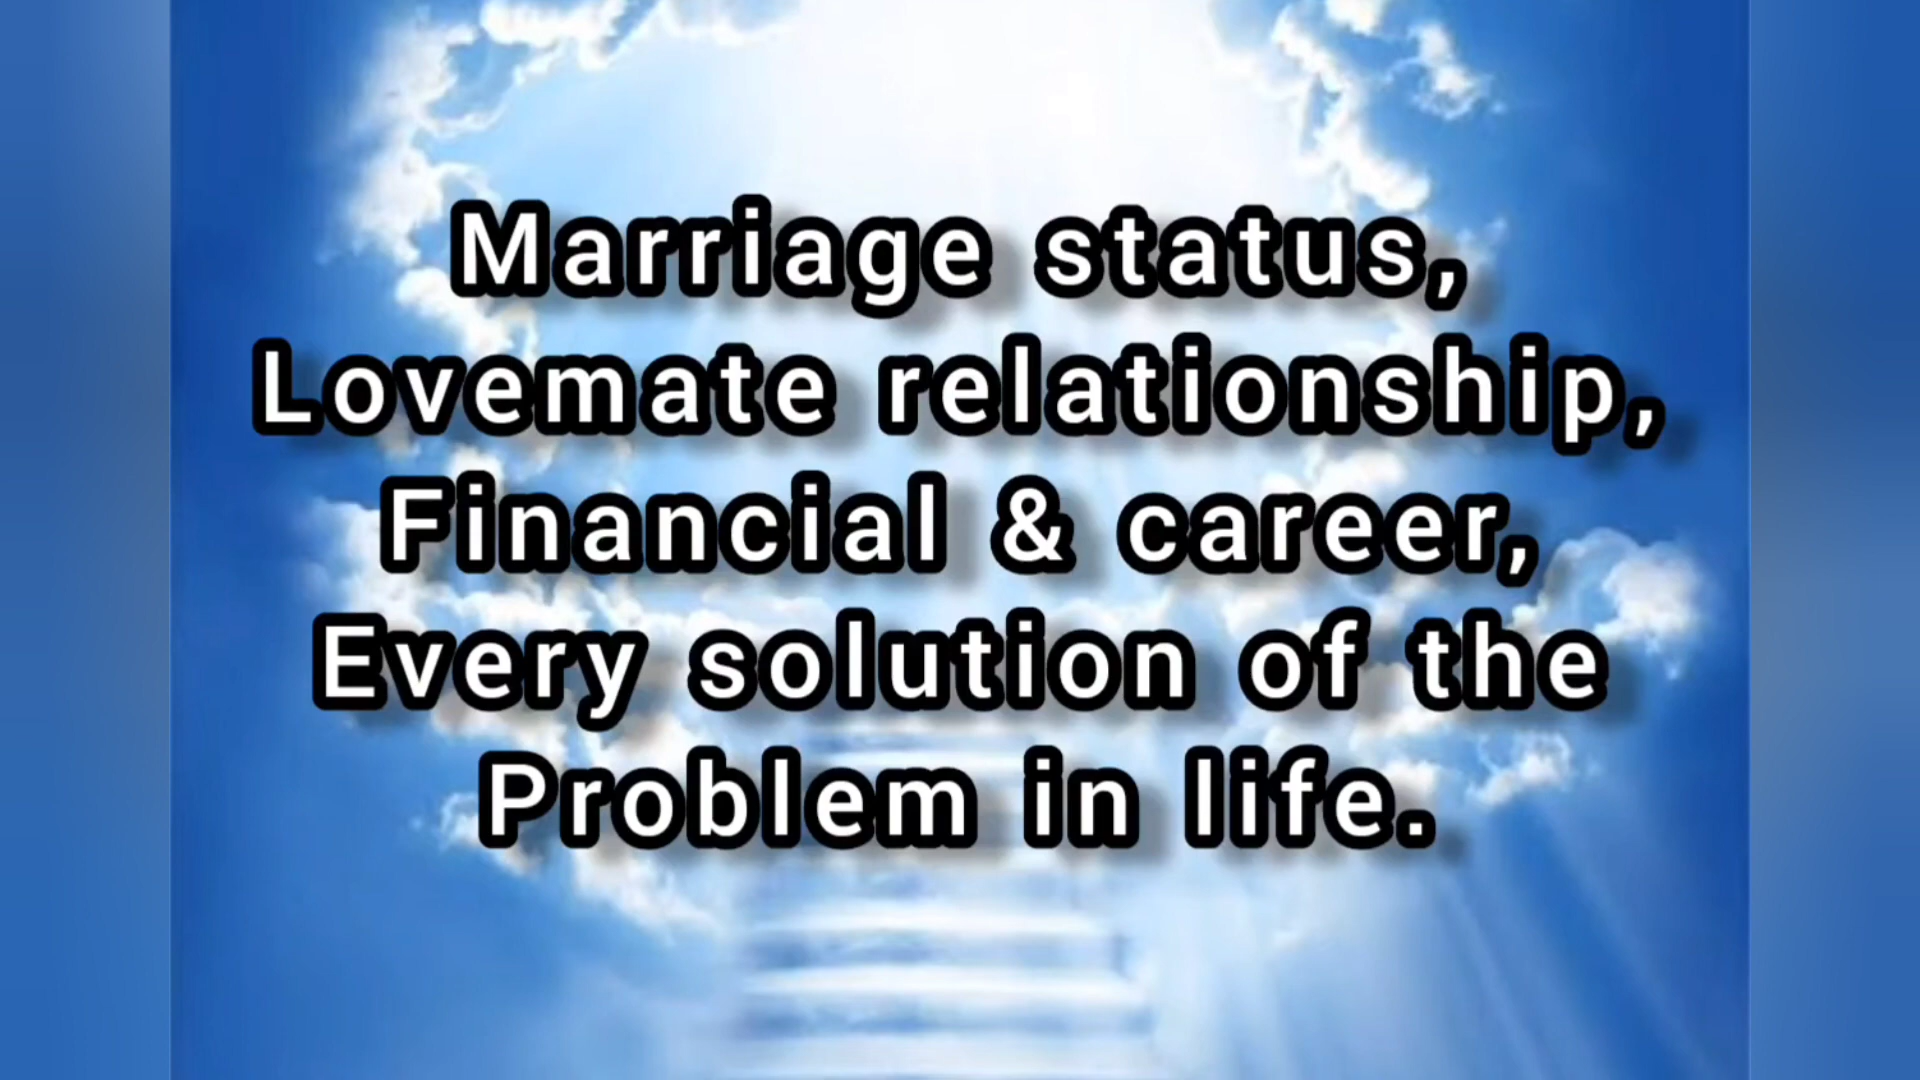 Marriage status,
Lovemate relationship,
Financial & career,
Every solution of the
Problem in life.